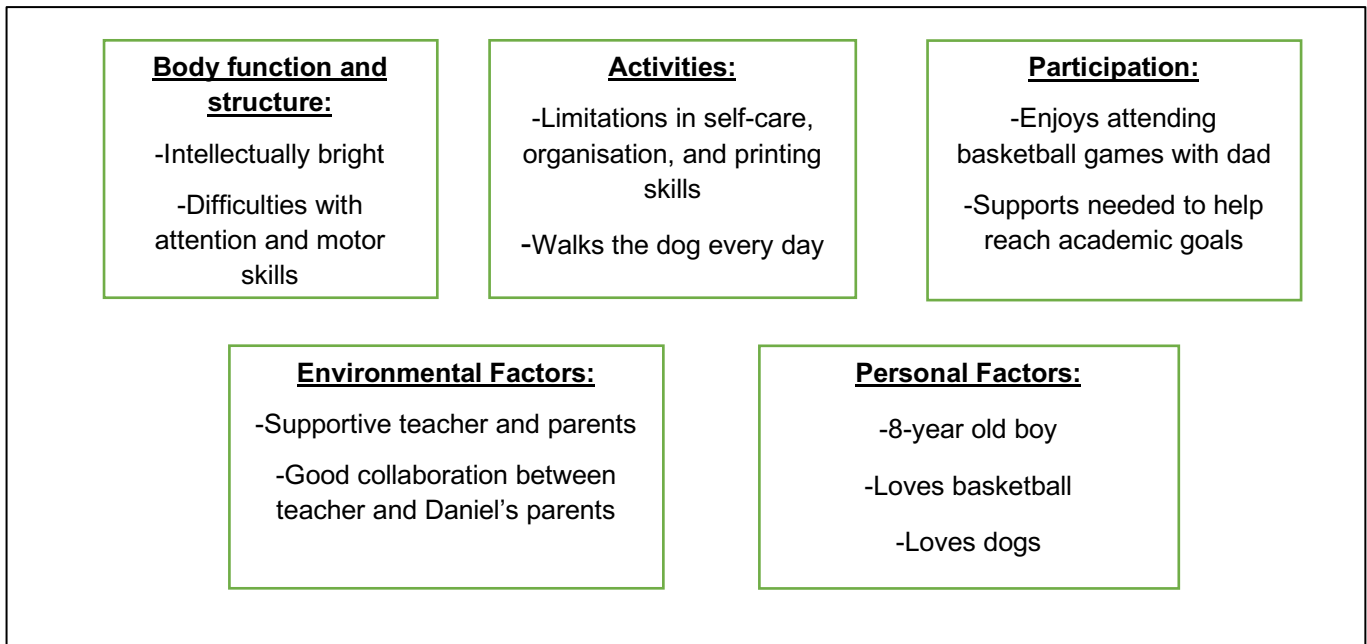 Body function and
structure:
-Intellectually bright
-Difficulties with
attention and motor
skills
Activities:
-Limitations in self-care,
organisation, and printing
skills
-Walks the dog every day
Participation:
-Enjoys attending
basketball games with dad
-Supports needed to help
reach academic goals
Environmental Factors:
-Supportive teacher and parents
-Good collaboration between
teacher and Daniel’s parents
Personal Factors:
-8-year old boy
-Loves basketball
-Loves dogs